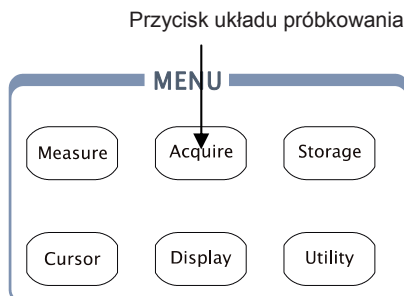 Przycisk układu próbkowania
MENU
Measure Acquire Storage
Cursor Display Utility